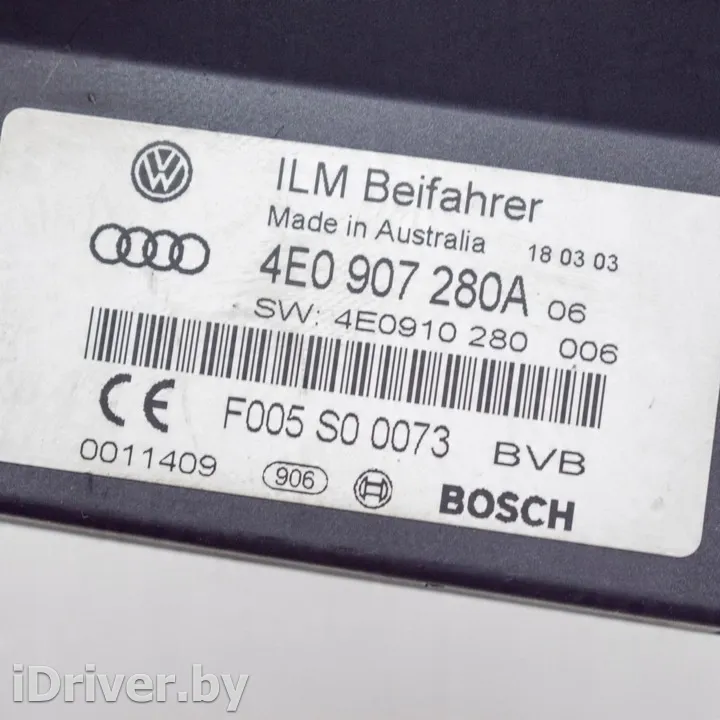 ILM Beifahrer
Made in Australia 18 03 03
4E0 907 280A 06
SW: 4E0910 280 006
CE F005 S0 0073 BVB
0011409 906 BOSCH
iDriver.by